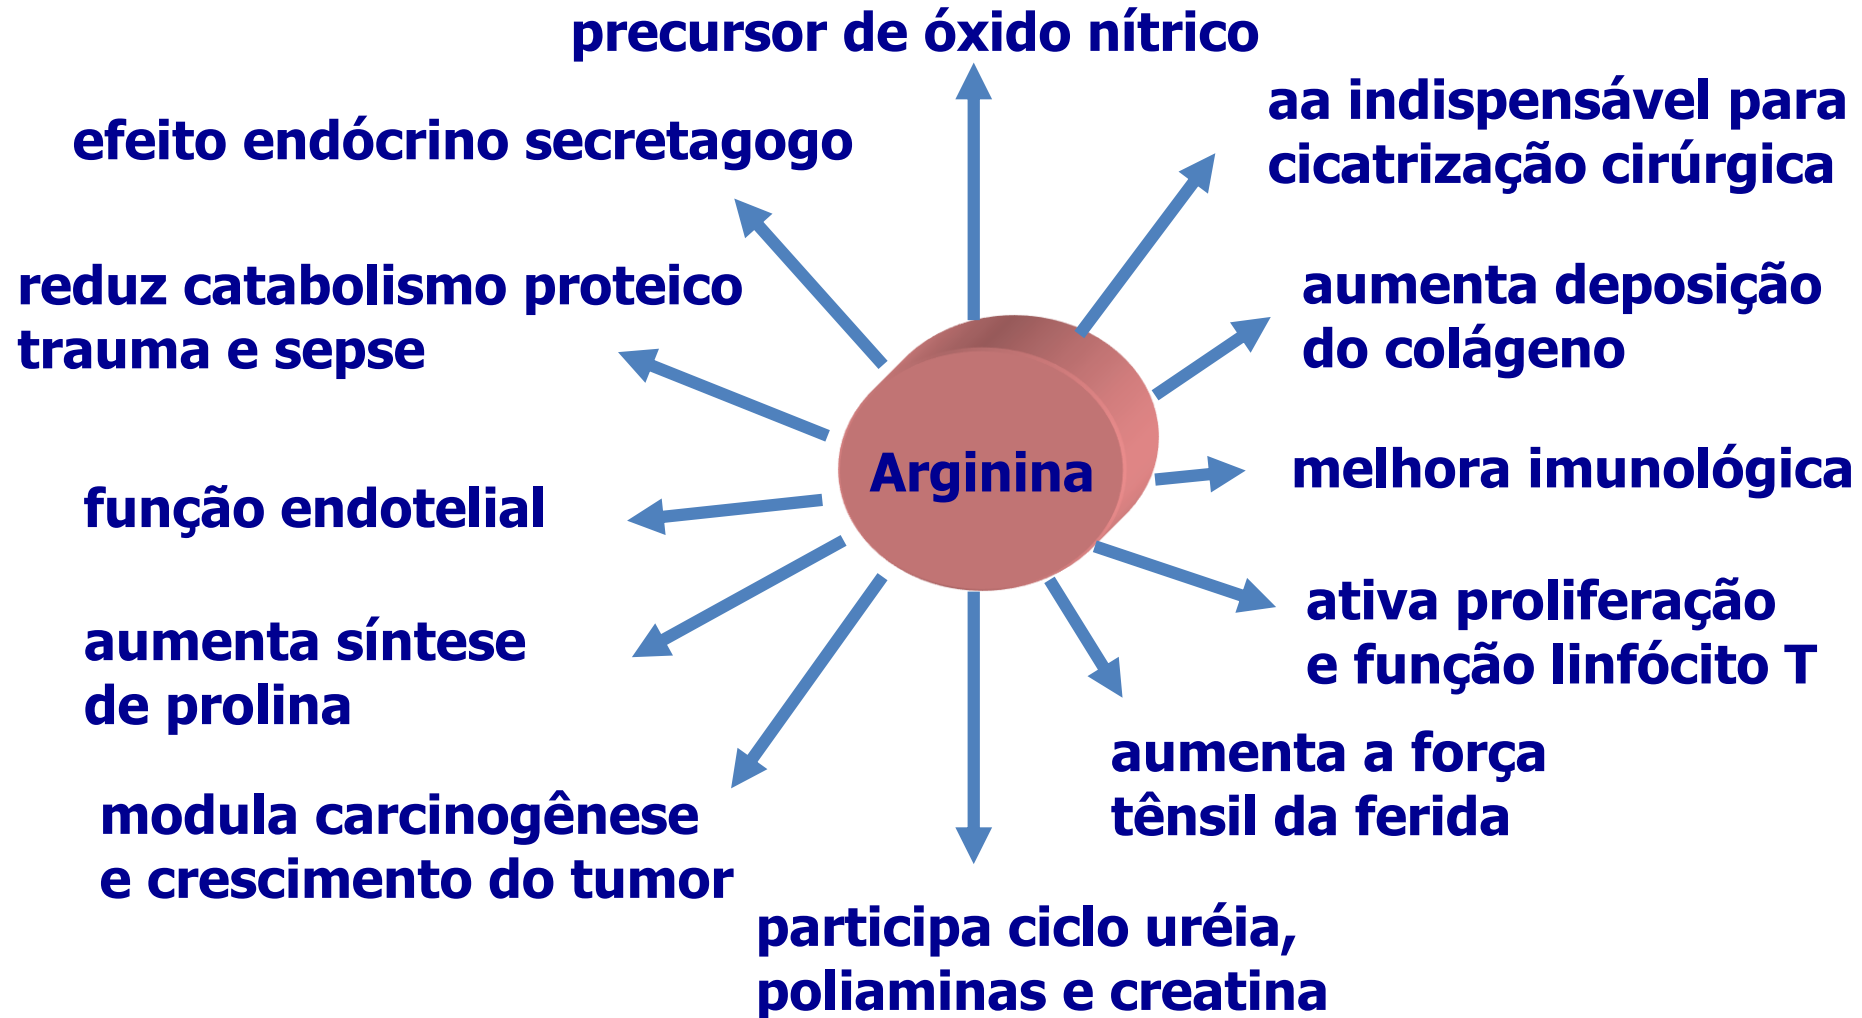 precursor de óxido nítrico
aa indispensável para
cicatrização cirúrgica
efeito endócrino secretagogo
reduz catabolismo proteico
trauma e sepse
aumenta deposição
do colágeno
Arginina
melhora imunológica
função endotelial
ativa proliferação
e função linfócito T
aumenta síntese
de prolina
aumenta a força
tênsil da ferida
modula carcinogênese
e crescimento do tumor
participa ciclo uréia,
poliaminas e creatina